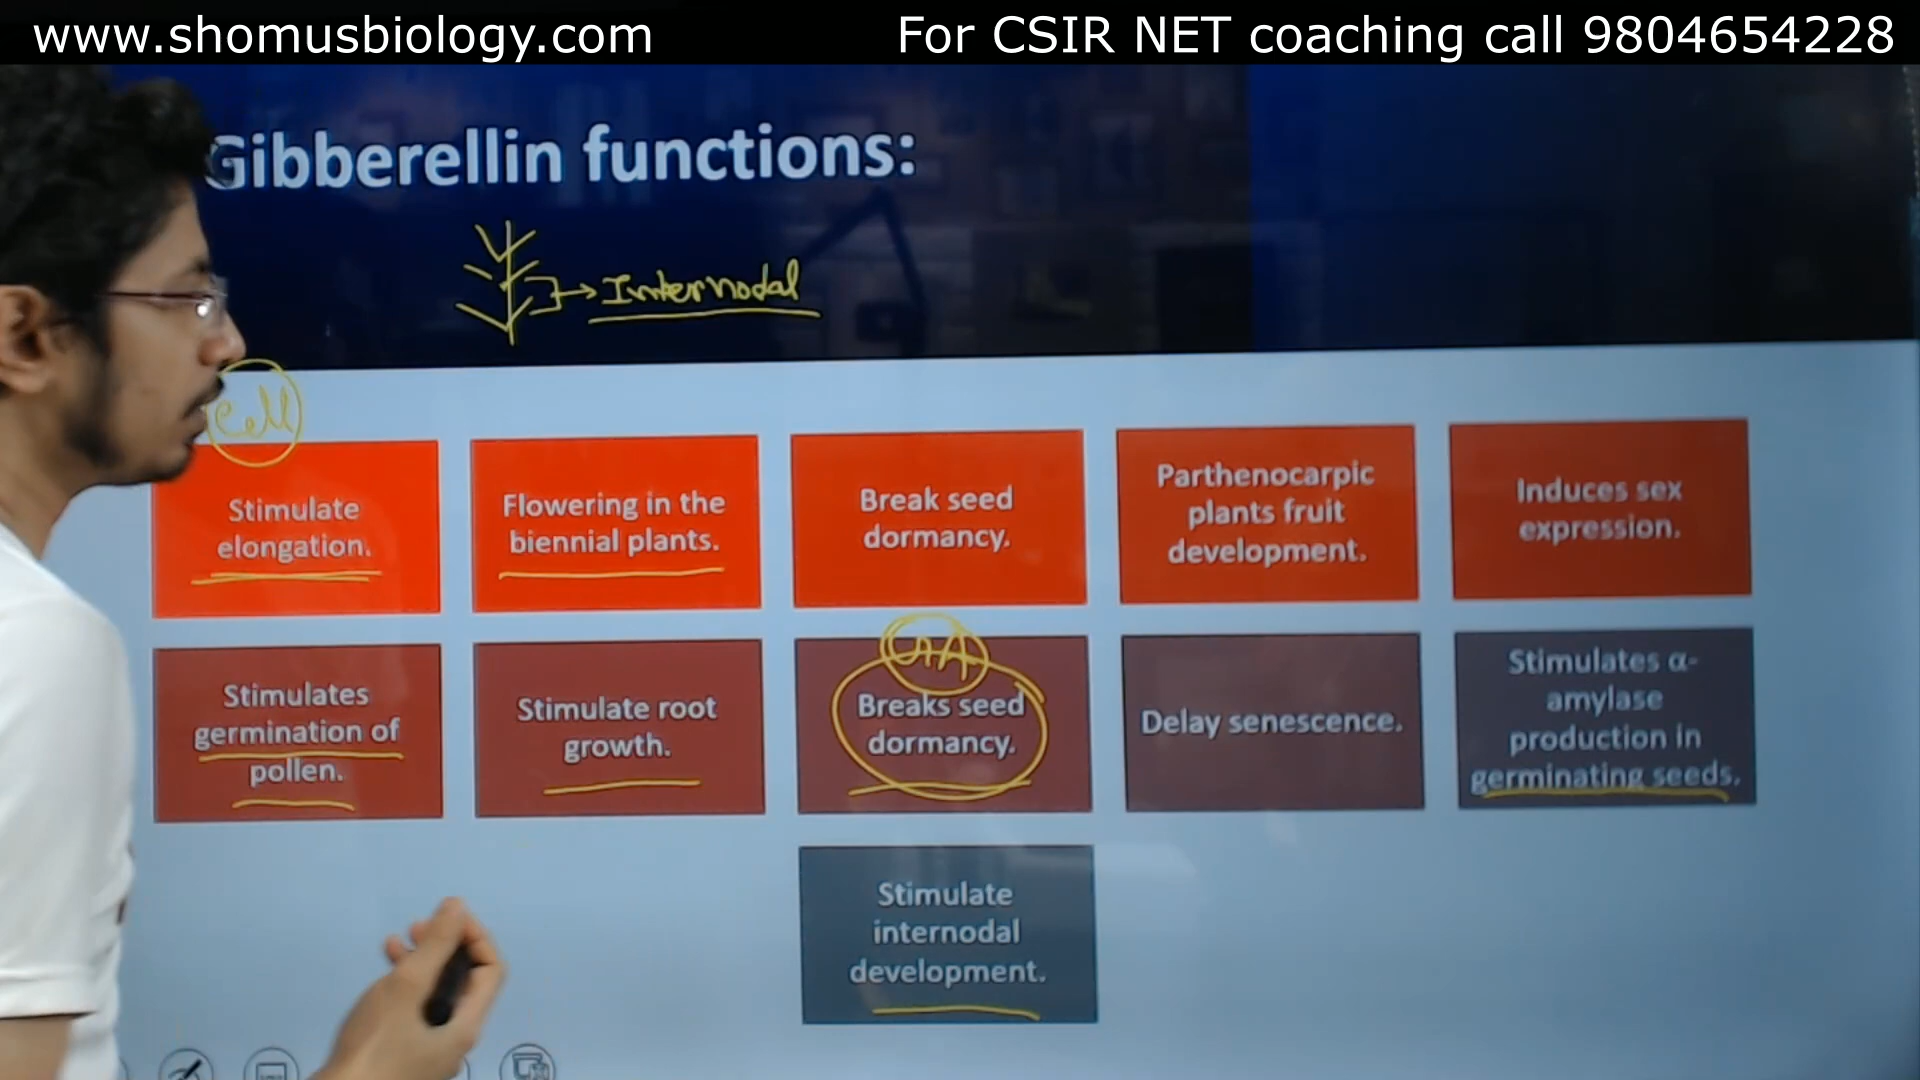 www.shomusbiology.com
For CSIR NET coaching call 9804654228
Gibberellin functions:
Internodal
Cell
Stimulate
elongation.
Flowering in the
biennial plants.
Break seed
dormancy.
Parthenocarpic
plants fruit
development.
Induces sex
expression.
Stimulates
germination of
pollen.
Stimulate root
growth.
GA
Breaks seed
dormancy.
Delay senescence.
Stimulates α-
amylase
production in
germinating seeds.
Stimulate
internodal
development.